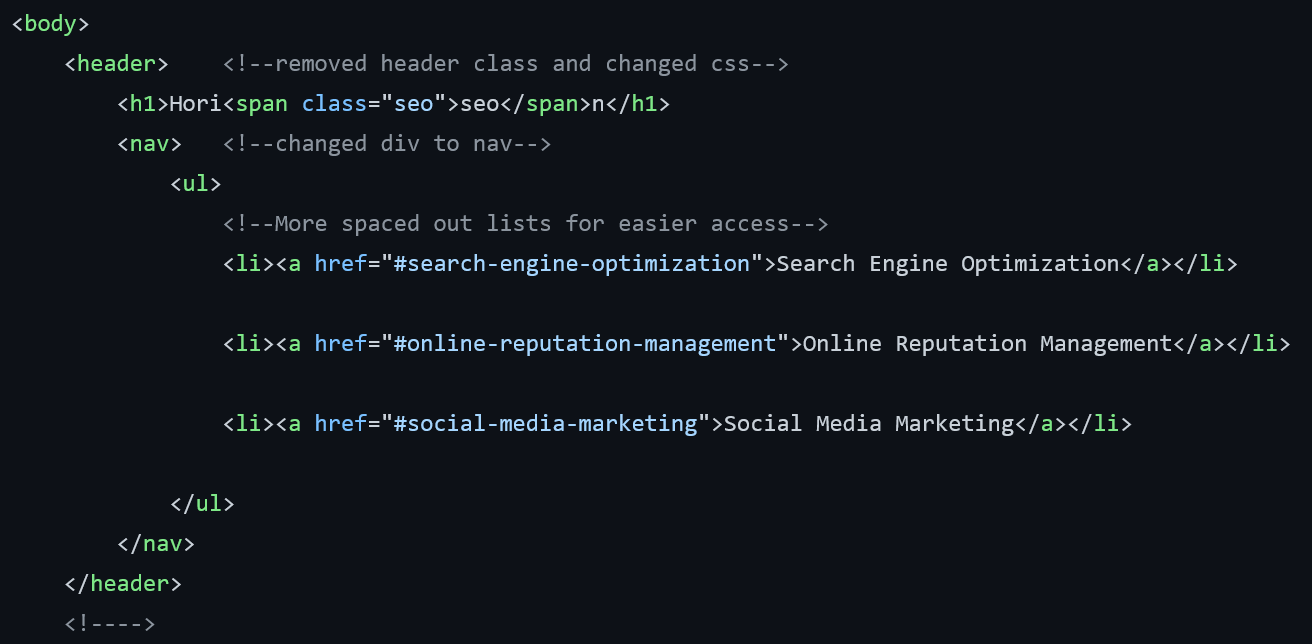 <body>
    <header>    <!--removed header class and changed css-->
        <h1>Hori<span class="seo">seo</span>n</h1>
        <nav>   <!--changed div to nav-->
            <ul>
                <!--More spaced out lists for easier access-->
                <li><a href="#search-engine-optimization">Search Engine Optimization</a></li>

                <li><a href="#online-reputation-management">Online Reputation Management</a></li>

                <li><a href="#social-media-marketing">Social Media Marketing</a></li>

            </ul>
        </nav>
    </header>
    <!---->